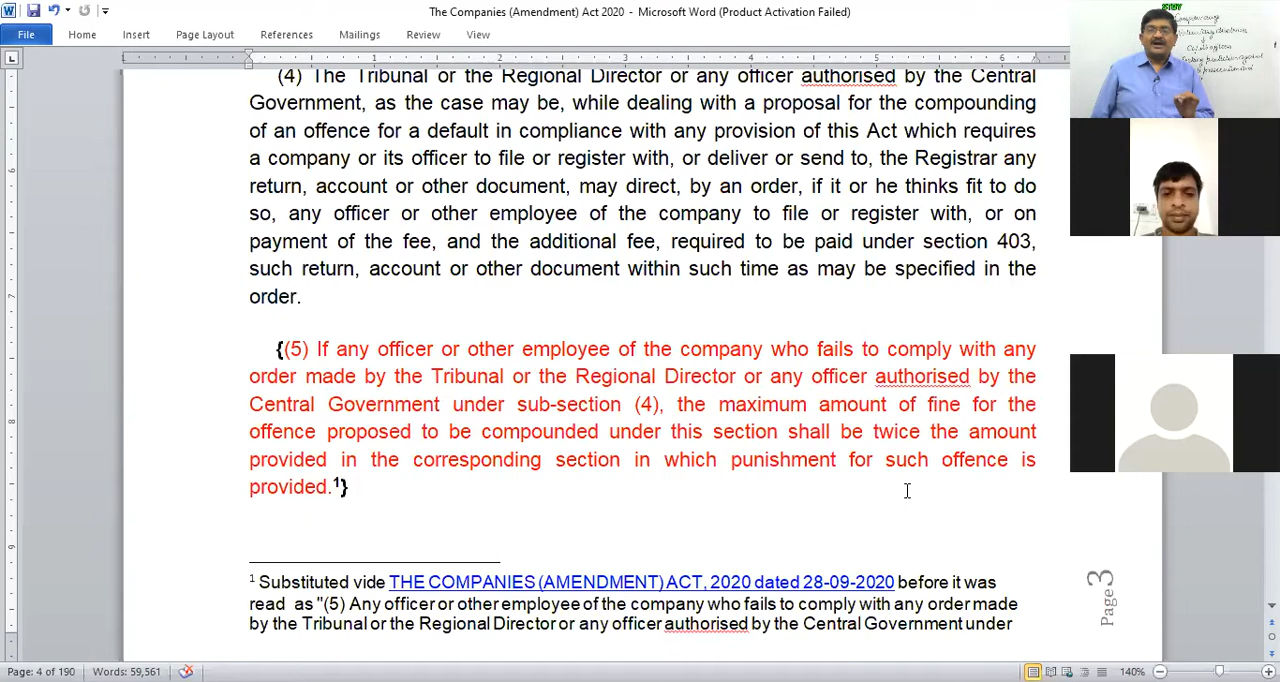 The Companies (Amendment) Act 2020 - Microsoft Word (Product Activation Failed)
File Home Insert Page Layout References Mailings Review View
(4) The Tribunal or the Regional Director or any officer authorised by the Central
Government, as the case may be, while dealing with a proposal for the compounding
of an offence for a default in compliance with any provision of this Act which requires
a company or its officer to file or register with, or deliver or send to, the Registrar any
return, account or other document, may direct, by an order, if it or he thinks fit to do
so, any officer or other employee of the company to file or register with, or on
payment of the fee, and the additional fee, required to be paid under section 403,
such return, account or other document within such time as may be specified in the
order.
{(5) If any officer or other employee of the company who fails to comply with any
order made by the Tribunal or the Regional Director or any officer authorised by the
Central Government under sub-section (4), the maximum amount of fine for the
offence proposed to be compounded under this section shall be twice the amount
provided in the corresponding section in which punishment for such offence is
provided.¹}
¹ Substituted vide THE COMPANIES (AMENDMENT) ACT, 2020 dated 28-09-2020 before it was
read as "(5) Any officer or other employee of the company who fails to comply with any order made
by the Tribunal or the Regional Director or any officer authorised by the Central Government under
Page 3
Page: 4 of 190 Words: 59,561 140%